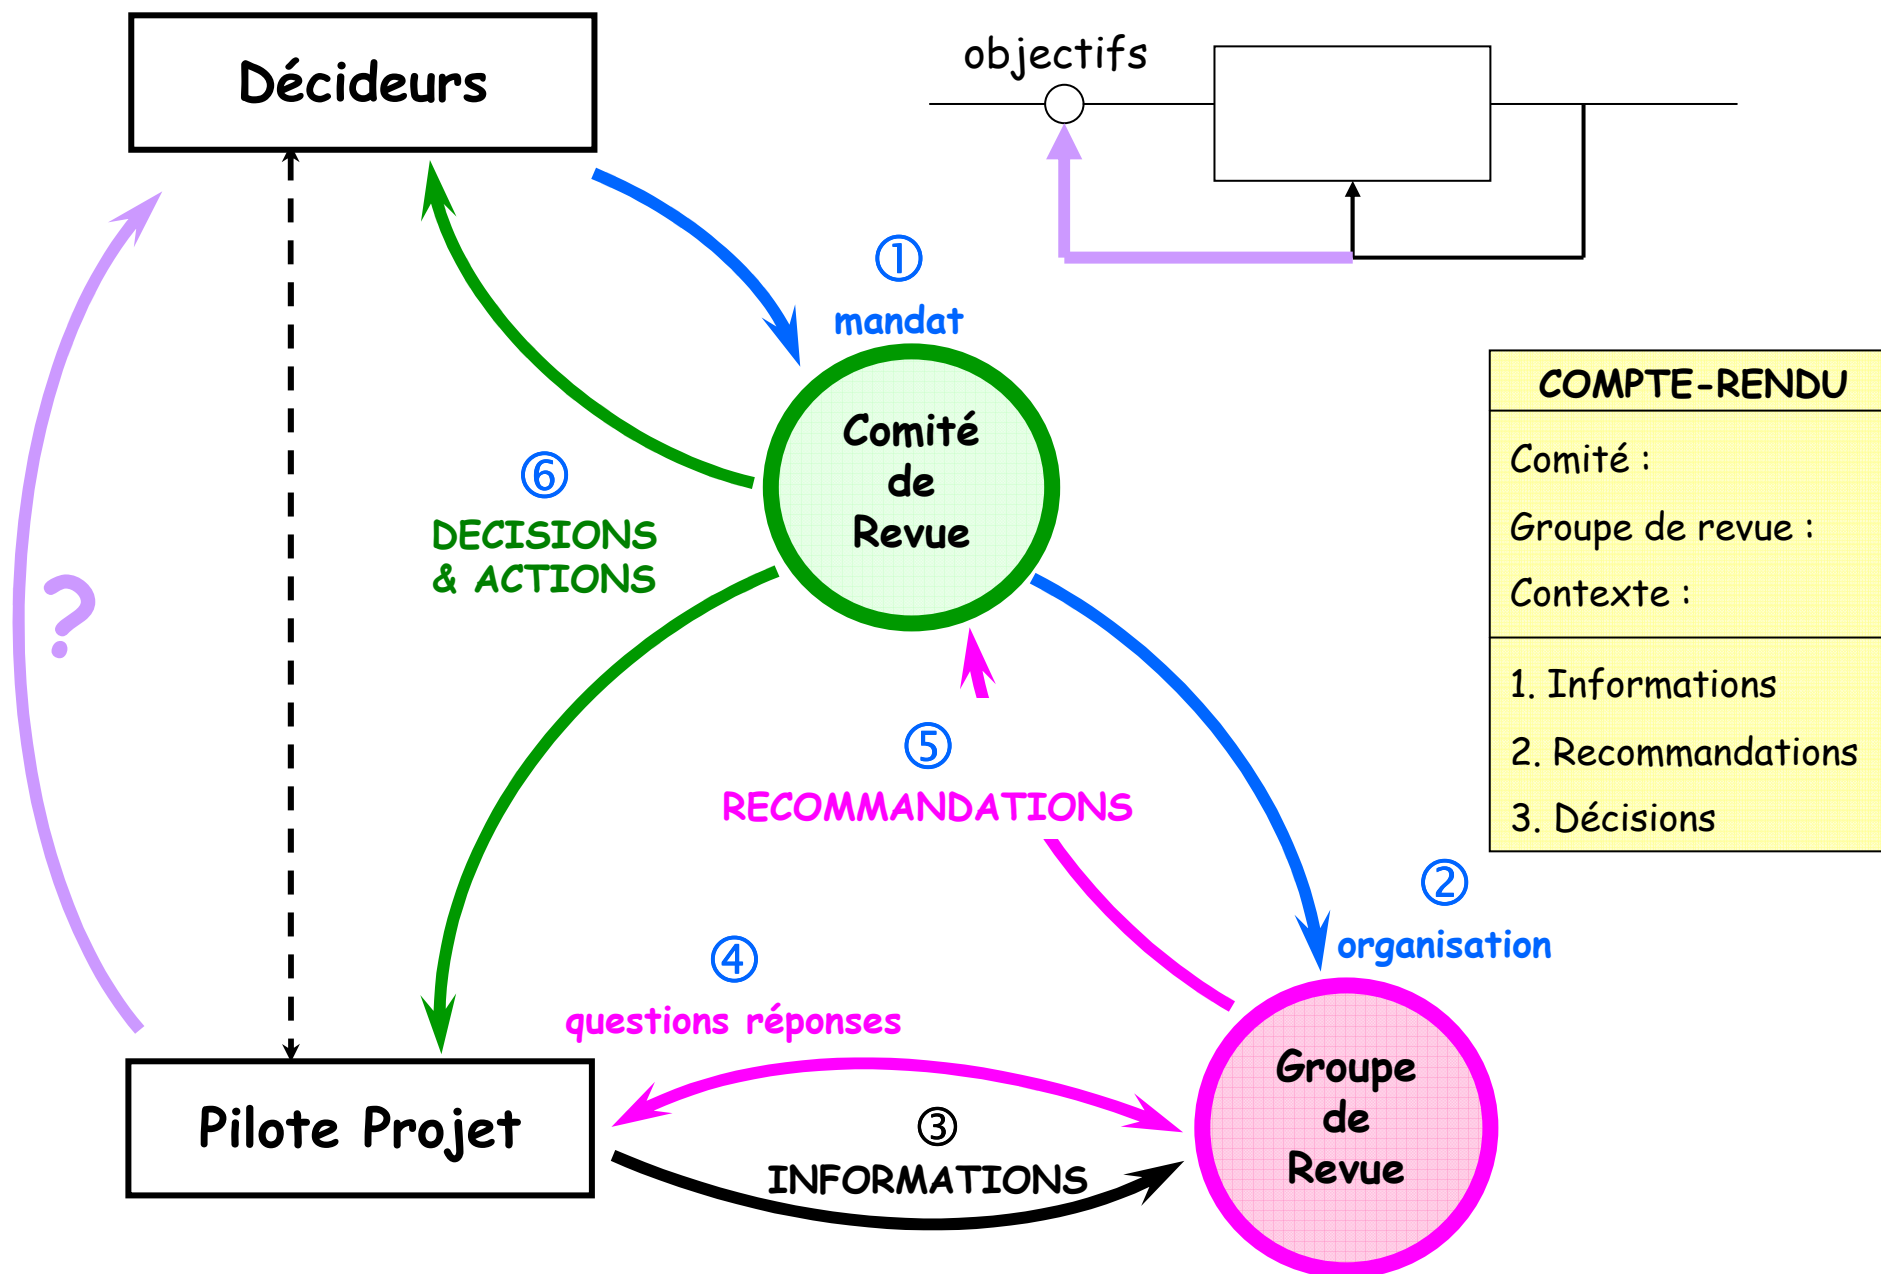 Décideurs
objectifs
①
mandat
Comité
de
Revue
COMPTE-RENDU
Comité :
Groupe de revue :
Contexte :
1. Informations
2. Recommandations
3. Décisions
⑥
DECISIONS
& ACTIONS
?
⑤
RECOMMANDATIONS
②
organisation
④
questions réponses
Pilote Projet
③
INFORMATIONS
Groupe
de
Revue